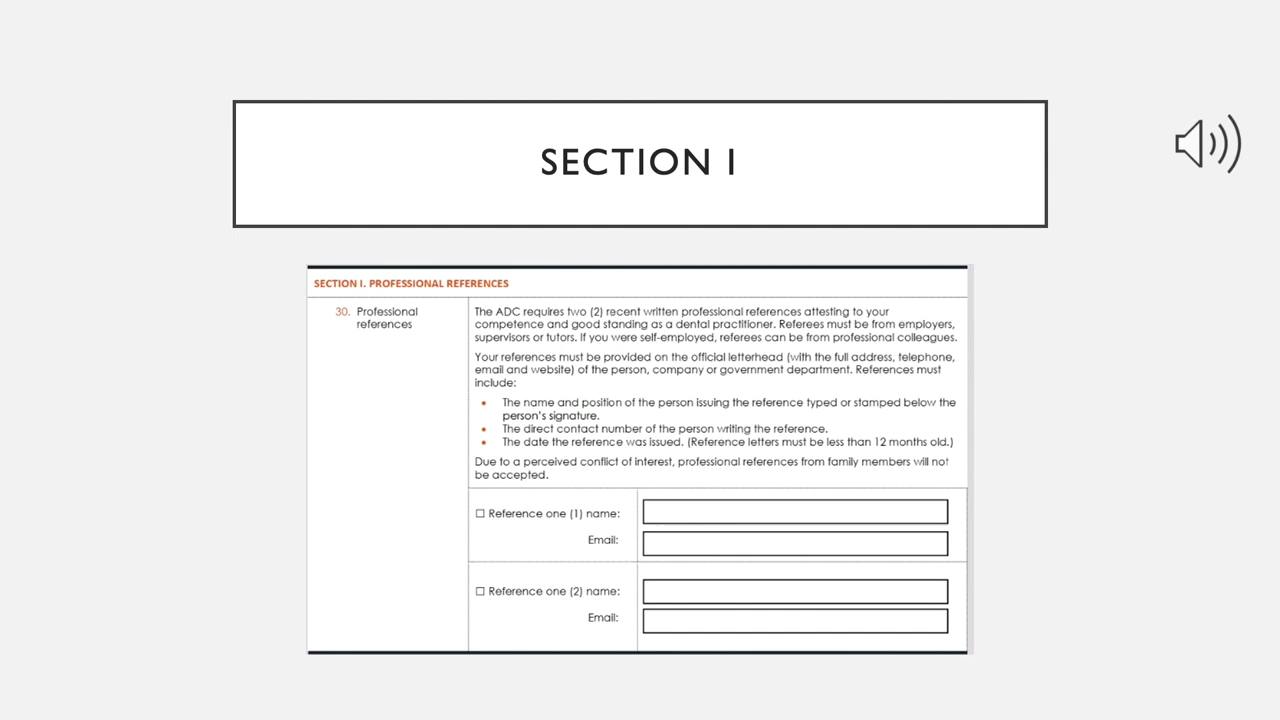 SECTION I
SECTION I. PROFESSIONAL REFERENCES
30. Professional
references
The ADC requires two (2) recent written professional references attesting to your
competence and good standing as a dental practitioner. Referees must be from employers,
supervisors or tutors. If you were self-employed, referees can be from professional colleagues.
Your references must be provided on the official letterhead (with the full address, telephone,
email and website) of the person, company or government department. References must
include:
• The name and position of the person issuing the reference typed or stamped below the
person's signature.
• The direct contact number of the person writing the reference.
• The date the reference was issued. (Reference letters must be less than 12 months old.)
Due to a perceived conflict of interest, professional references from family members will not
be accepted.
☐ Reference one (1) name:
Email:
☐ Reference one (2) name:
Email: